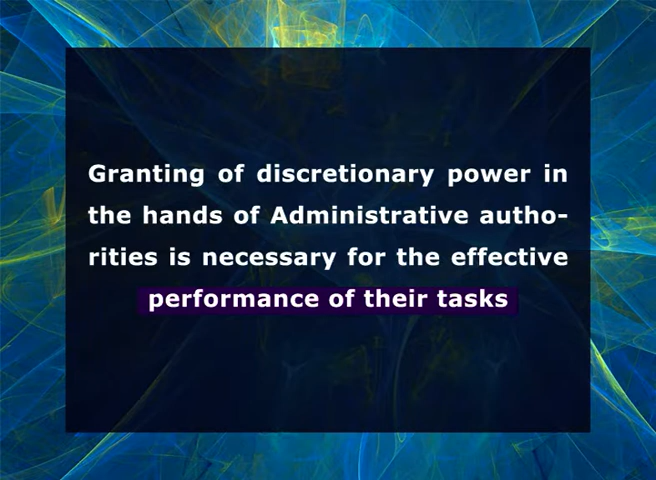 Granting of discretionary power in
the hands of Administrative autho-
rities is necessary for the effective
performance of their tasks